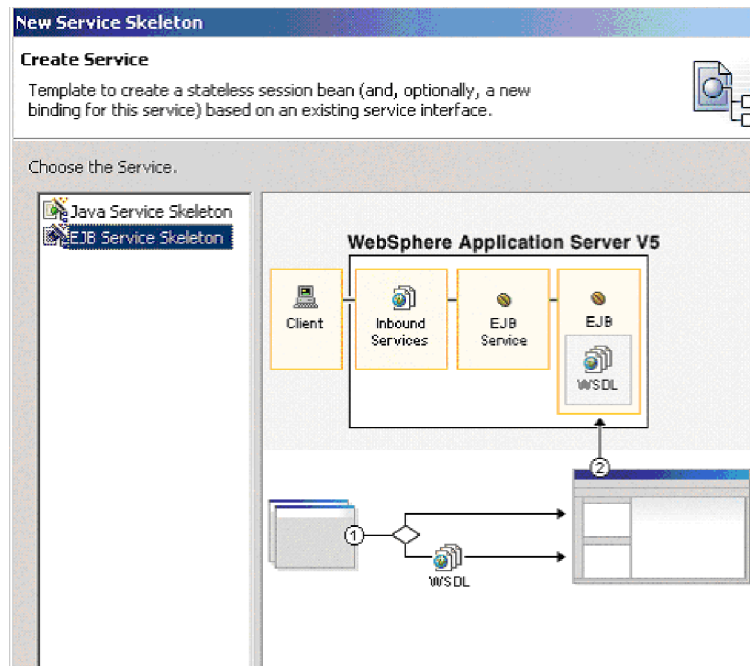 New Service Skeleton
Create Service
Template to create a stateless session bean (and, optionally, a new
binding for this service) based on an existing service interface.
Choose the Service.
Java Service Skeleton
EJB Service Skeleton
WebSphere Application Server V5
Client
Inbound
Services
EJB
Service
EJB
WSDL
2
1
WSDL